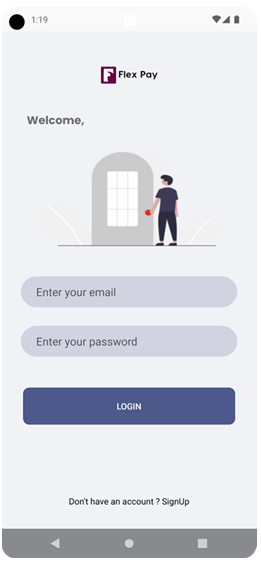 1:19
Flex Pay
Welcome,
Enter your email
Enter your password
LOGIN
Don't have an account ? SignUp